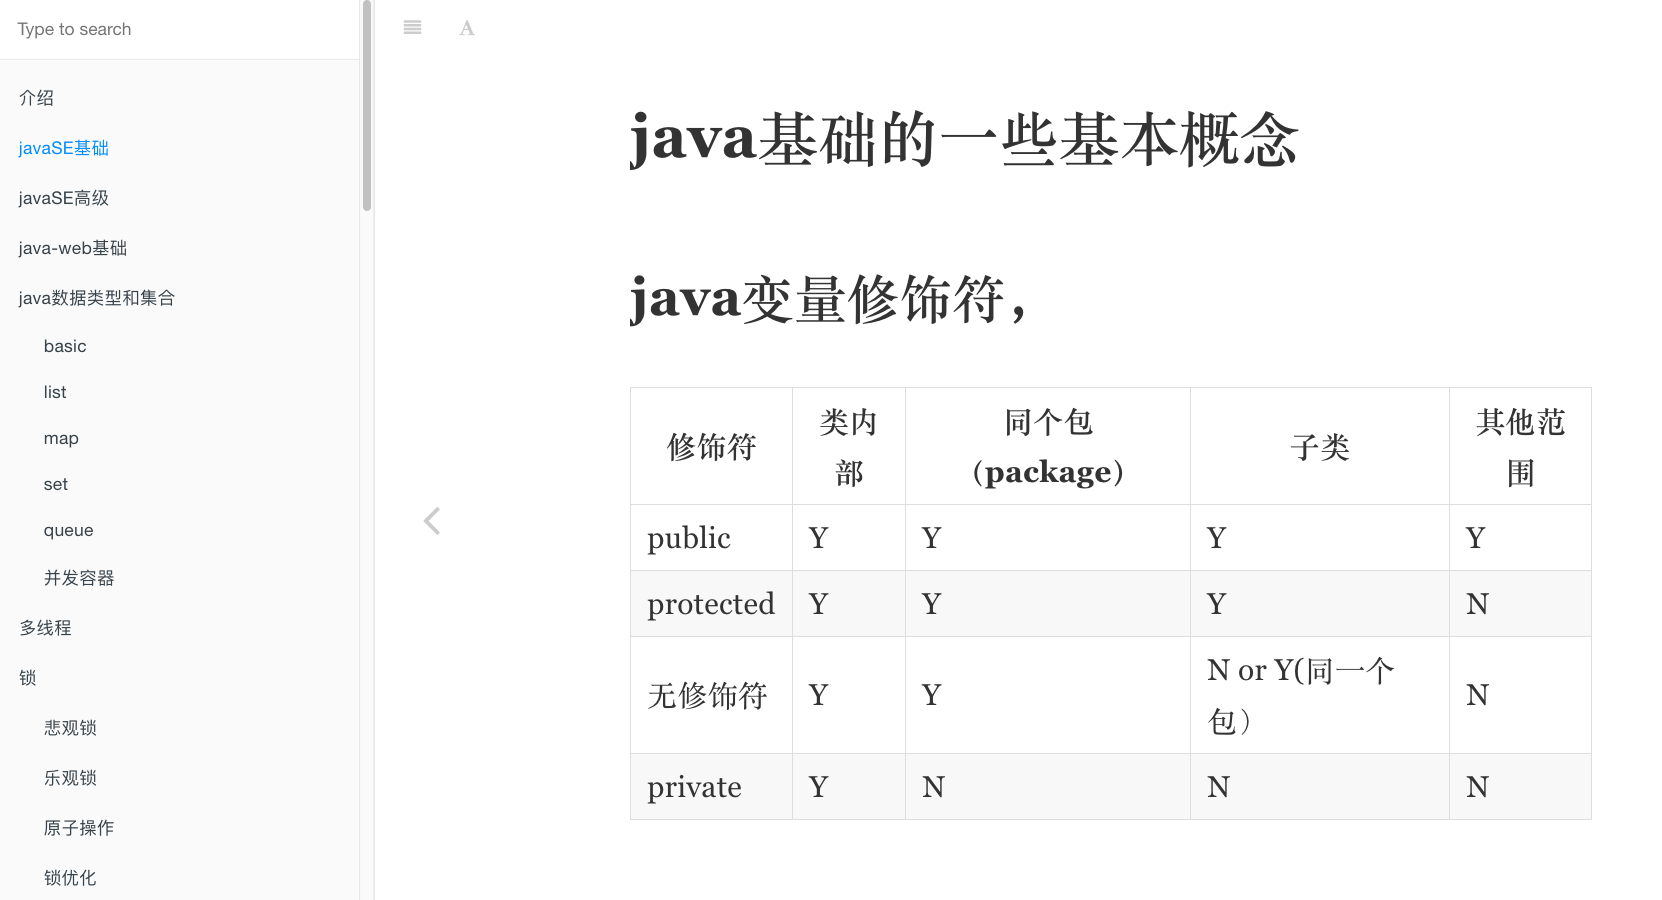 Type to search
介绍
javaSE基础
javaSE高级
java-web基础
java数据类型和集合
basic
list
map
set
queue
并发容器
多线程
锁
悲观锁
乐观锁
原子操作
锁优化
A
java基础的一些基本概念
java变量修饰符，
修饰符 类内部 同个包（package） 子类 其他范围
public Y Y Y Y
protected Y Y Y N
无修饰符 Y Y N or Y(同一个包） N
private Y N N N